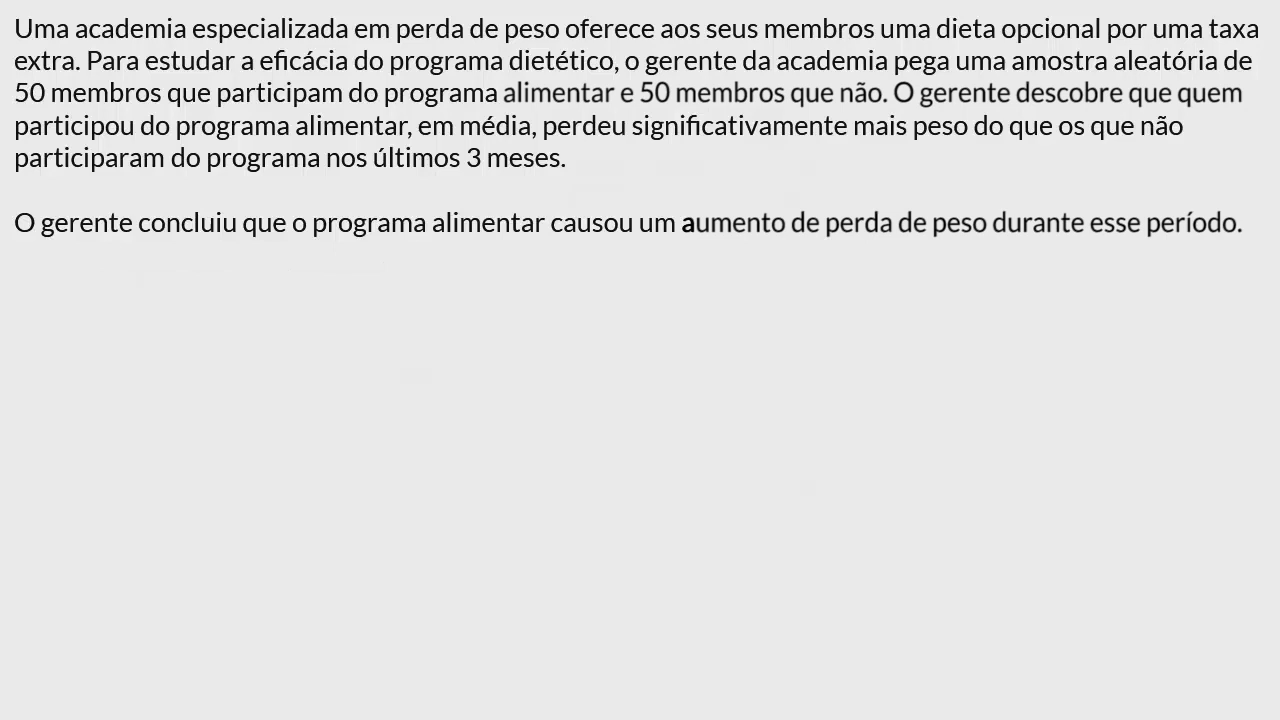 Uma academia especializada em perda de peso oferece aos seus membros uma dieta opcional por uma taxa
extra. Para estudar a eficácia do programa dietético, o gerente da academia pega uma amostra aleatória de
50 membros que participam do programa alimentar e 50 membros que não. O gerente descobre que quem
participou do programa alimentar, em média, perdeu significativamente mais peso do que os que não
participaram do programa nos últimos 3 meses.
O gerente concluiu que o programa alimentar causou um aumento de perda de peso durante esse período.